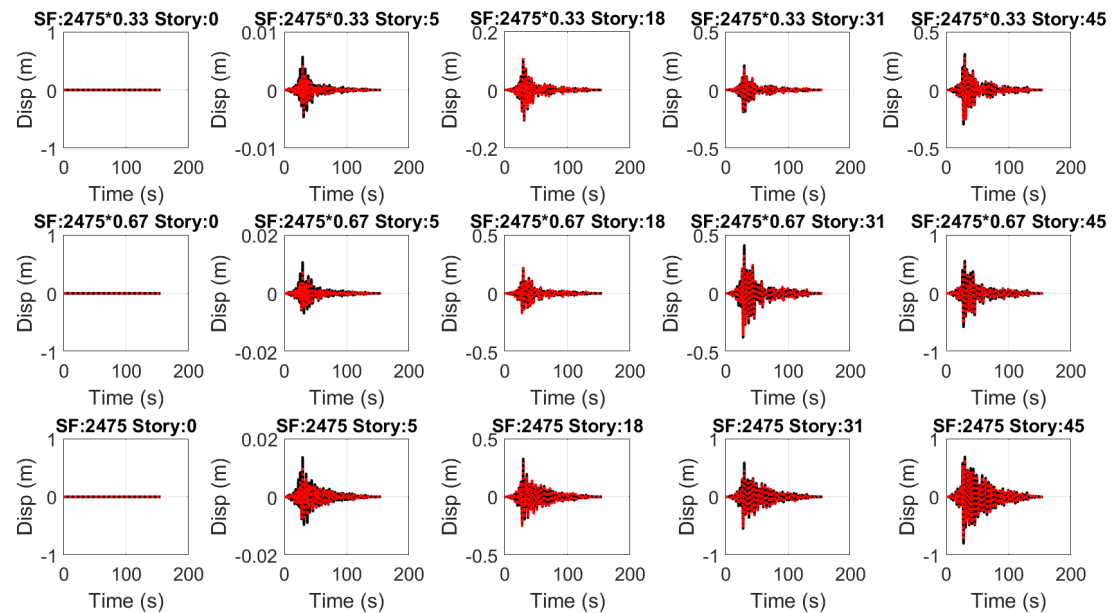 SF:2475*0.33 Story:0 SF:2475*0.33 Story:5 SF:2475*0.33 Story:18 SF:2475*0.33 Story:31 SF:2475*0.33 Story:45
1 0.01 0.2 0.5 0.5
Disp (m) Disp (m) Disp (m) Disp (m) Disp (m)
0 0 0 0 0
-1 -0.01 -0.2 -0.5 -0.5
0 100 200 0 100 200 0 100 200 0 100 200 0 100 200
Time (s) Time (s) Time (s) Time (s) Time (s)
SF:2475*0.67 Story:0 SF:2475*0.67 Story:5 SF:2475*0.67 Story:18 SF:2475*0.67 Story:31 SF:2475*0.67 Story:45
1 0.02 0.5 0.5 1
Disp (m) Disp (m) Disp (m) Disp (m) Disp (m)
0 0 0 0 0
-1 -0.02 -0.5 -0.5 -1
0 100 200 0 100 200 0 100 200 0 100 200 0 100 200
Time (s) Time (s) Time (s) Time (s) Time (s)
SF:2475 Story:0 SF:2475 Story:5 SF:2475 Story:18 SF:2475 Story:31 SF:2475 Story:45
1 0.02 0.5 1 1
Disp (m) Disp (m) Disp (m) Disp (m) Disp (m)
0 0 0 0 0
-1 -0.02 -0.5 -1 -1
0 100 200 0 100 200 0 100 200 0 100 200 0 100 200
Time (s) Time (s) Time (s) Time (s) Time (s)